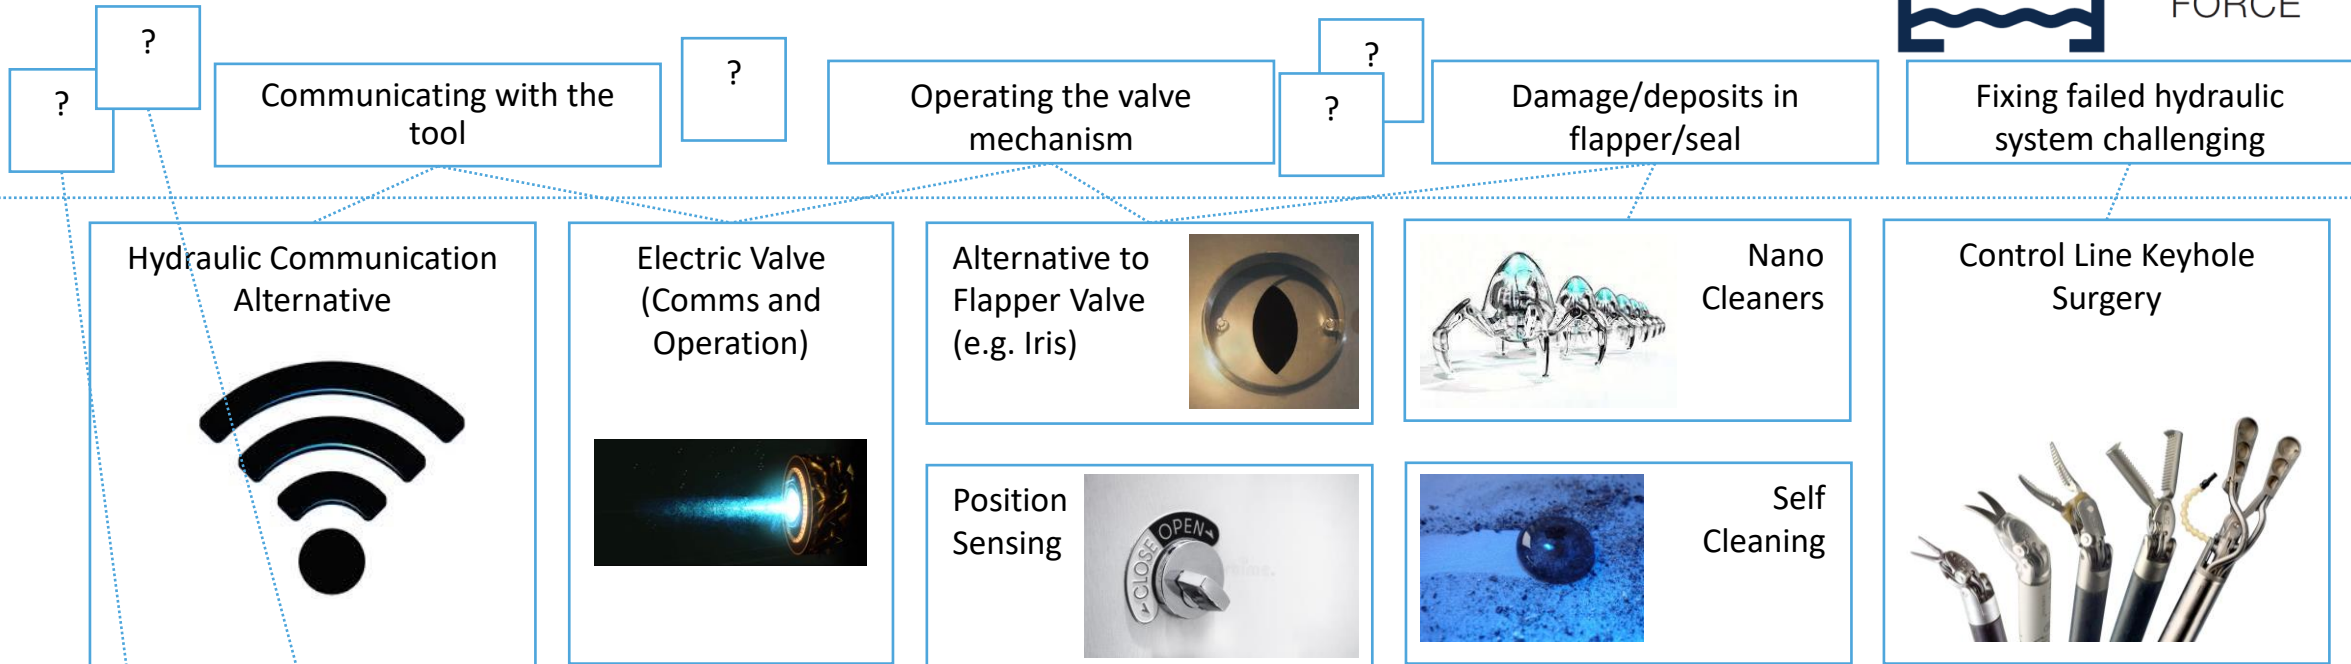 FORCE
?
?
Communicating with the
tool
?
Operating the valve
mechanism
?
?
Damage/deposits in
flapper/seal
Fixing failed hydraulic
system challenging
Hydraulic Communication
Alternative
Electric Valve
(Comms and
Operation)
Alternative to
Flapper Valve
(e.g. Iris)
Nano
Cleaners
Control Line Keyhole
Surgery
Position
Sensing
OPEN
CLOSE
Self
Cleaning